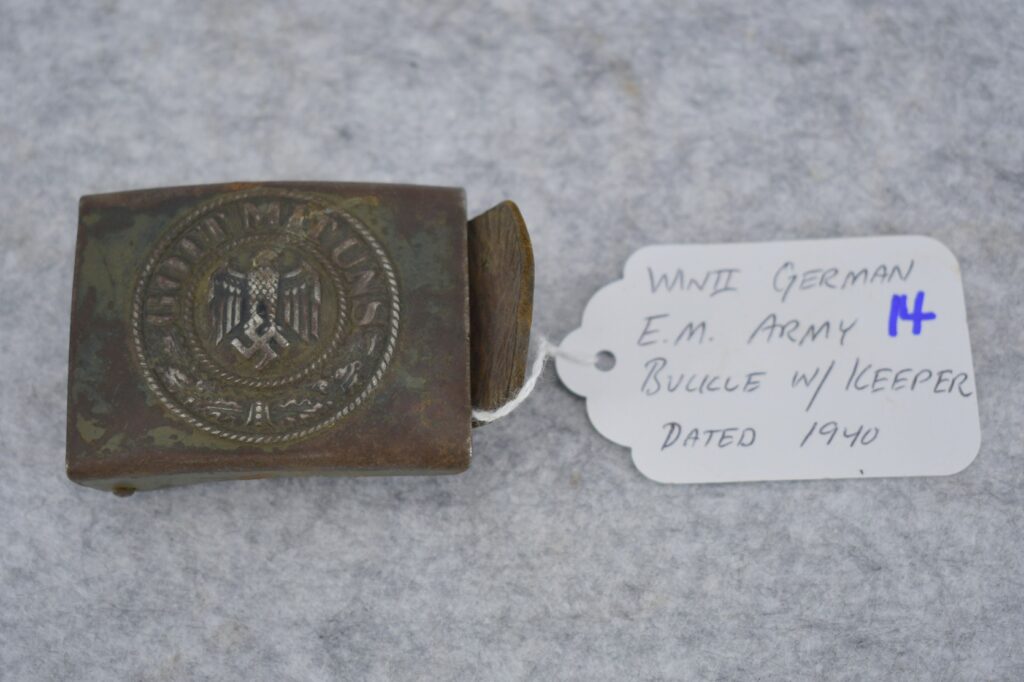 GOTT MIT UNS
WWII GERMAN
14
E.M. ARMY
BUCKLE W/ KEEPER
DATED 1940